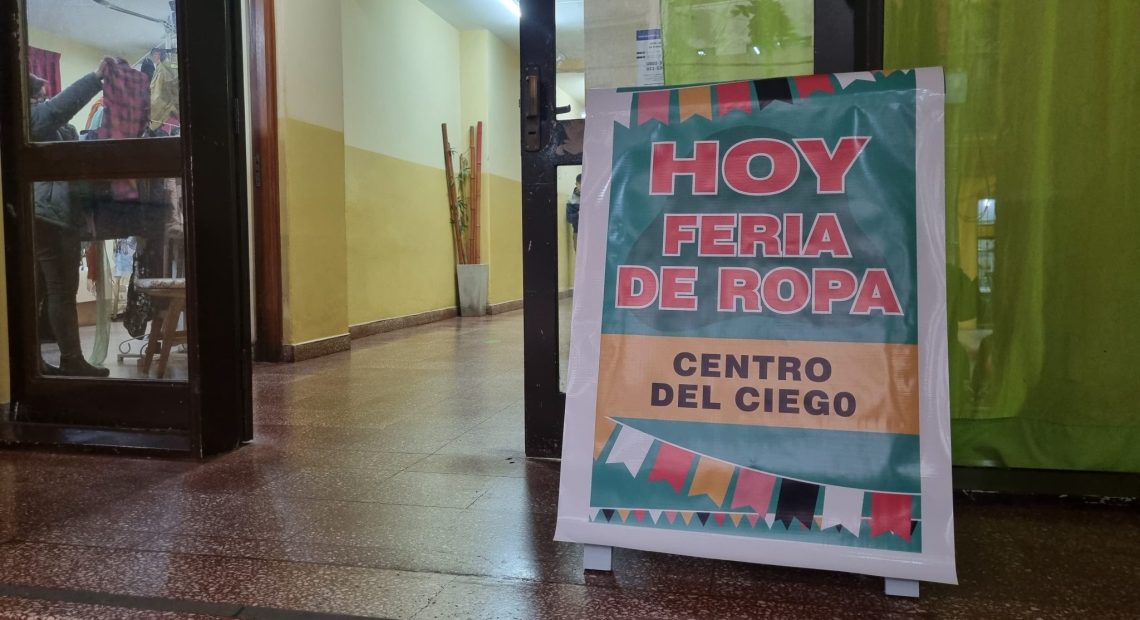 HOY
FERIA
DE ROPA
CENTRO
DEL CIEGO